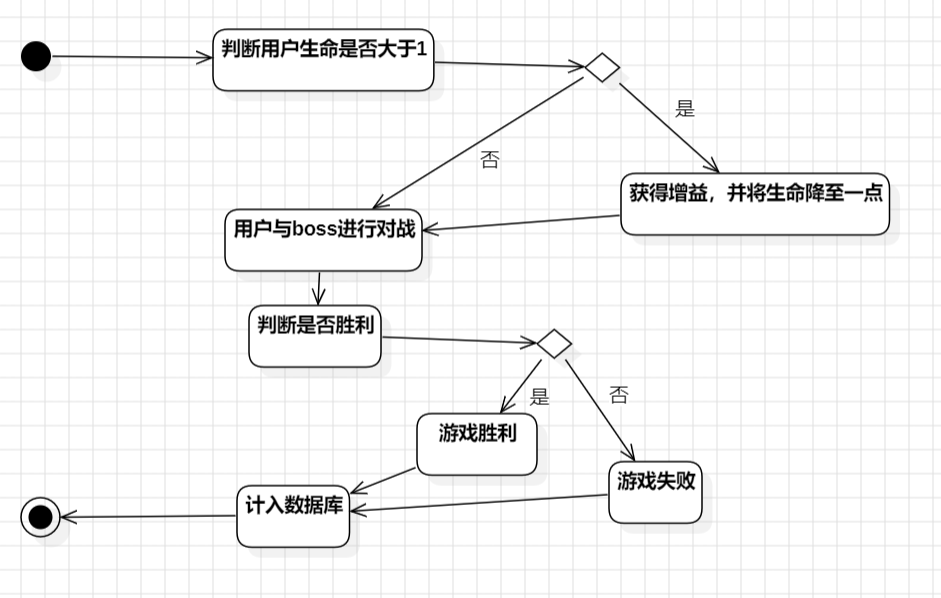 判断用户生命是否大于1
是
否
获得增益，并将生命降至一点
用户与boss进行对战
判断是否胜利
是
否
游戏胜利
游戏失败
计入数据库